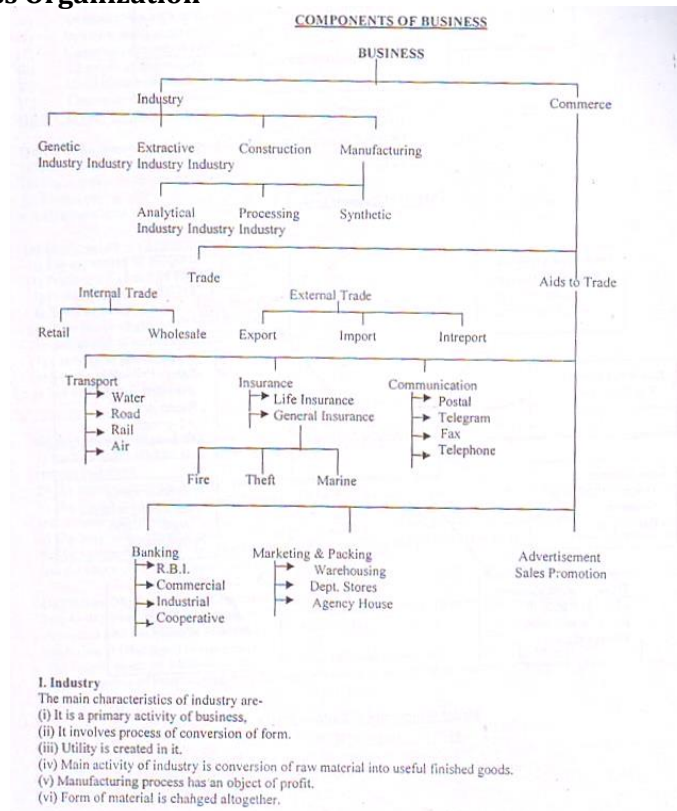 ss Organization
COMPONENTS OF BUSINESS
BUSINESS
Industry
Commerce
Genetic Extractive Construction Manufacturing
Industry Industry Industry Industry
Analytical Processing Synthetic
Industry Industry Industry
Trade
Aids to Trade
Internal Trade External Trade
Retail Wholesale Export Import Intreport
Transport Insurance Communication
Water Life Insurance Postal
Road General Insurance Telegram
Rail Fax
Air Telephone
Fire Theft Marine
Banking Marketing & Packing Advertisement
R.B.I. Warehousing Sales Promotion
Commercial Dept. Stores
Industrial Agency House
Cooperative
I. Industry
The main characteristics of industry are-
(i) It is a primary activity of business,
(ii) It involves process of conversion of form.
(iii) Utility is created in it.
(iv) Main activity of industry is conversion of raw material into useful finished goods.
(v) Manufacturing process has an object of profit.
(vi) Form of material is chahged altogether.